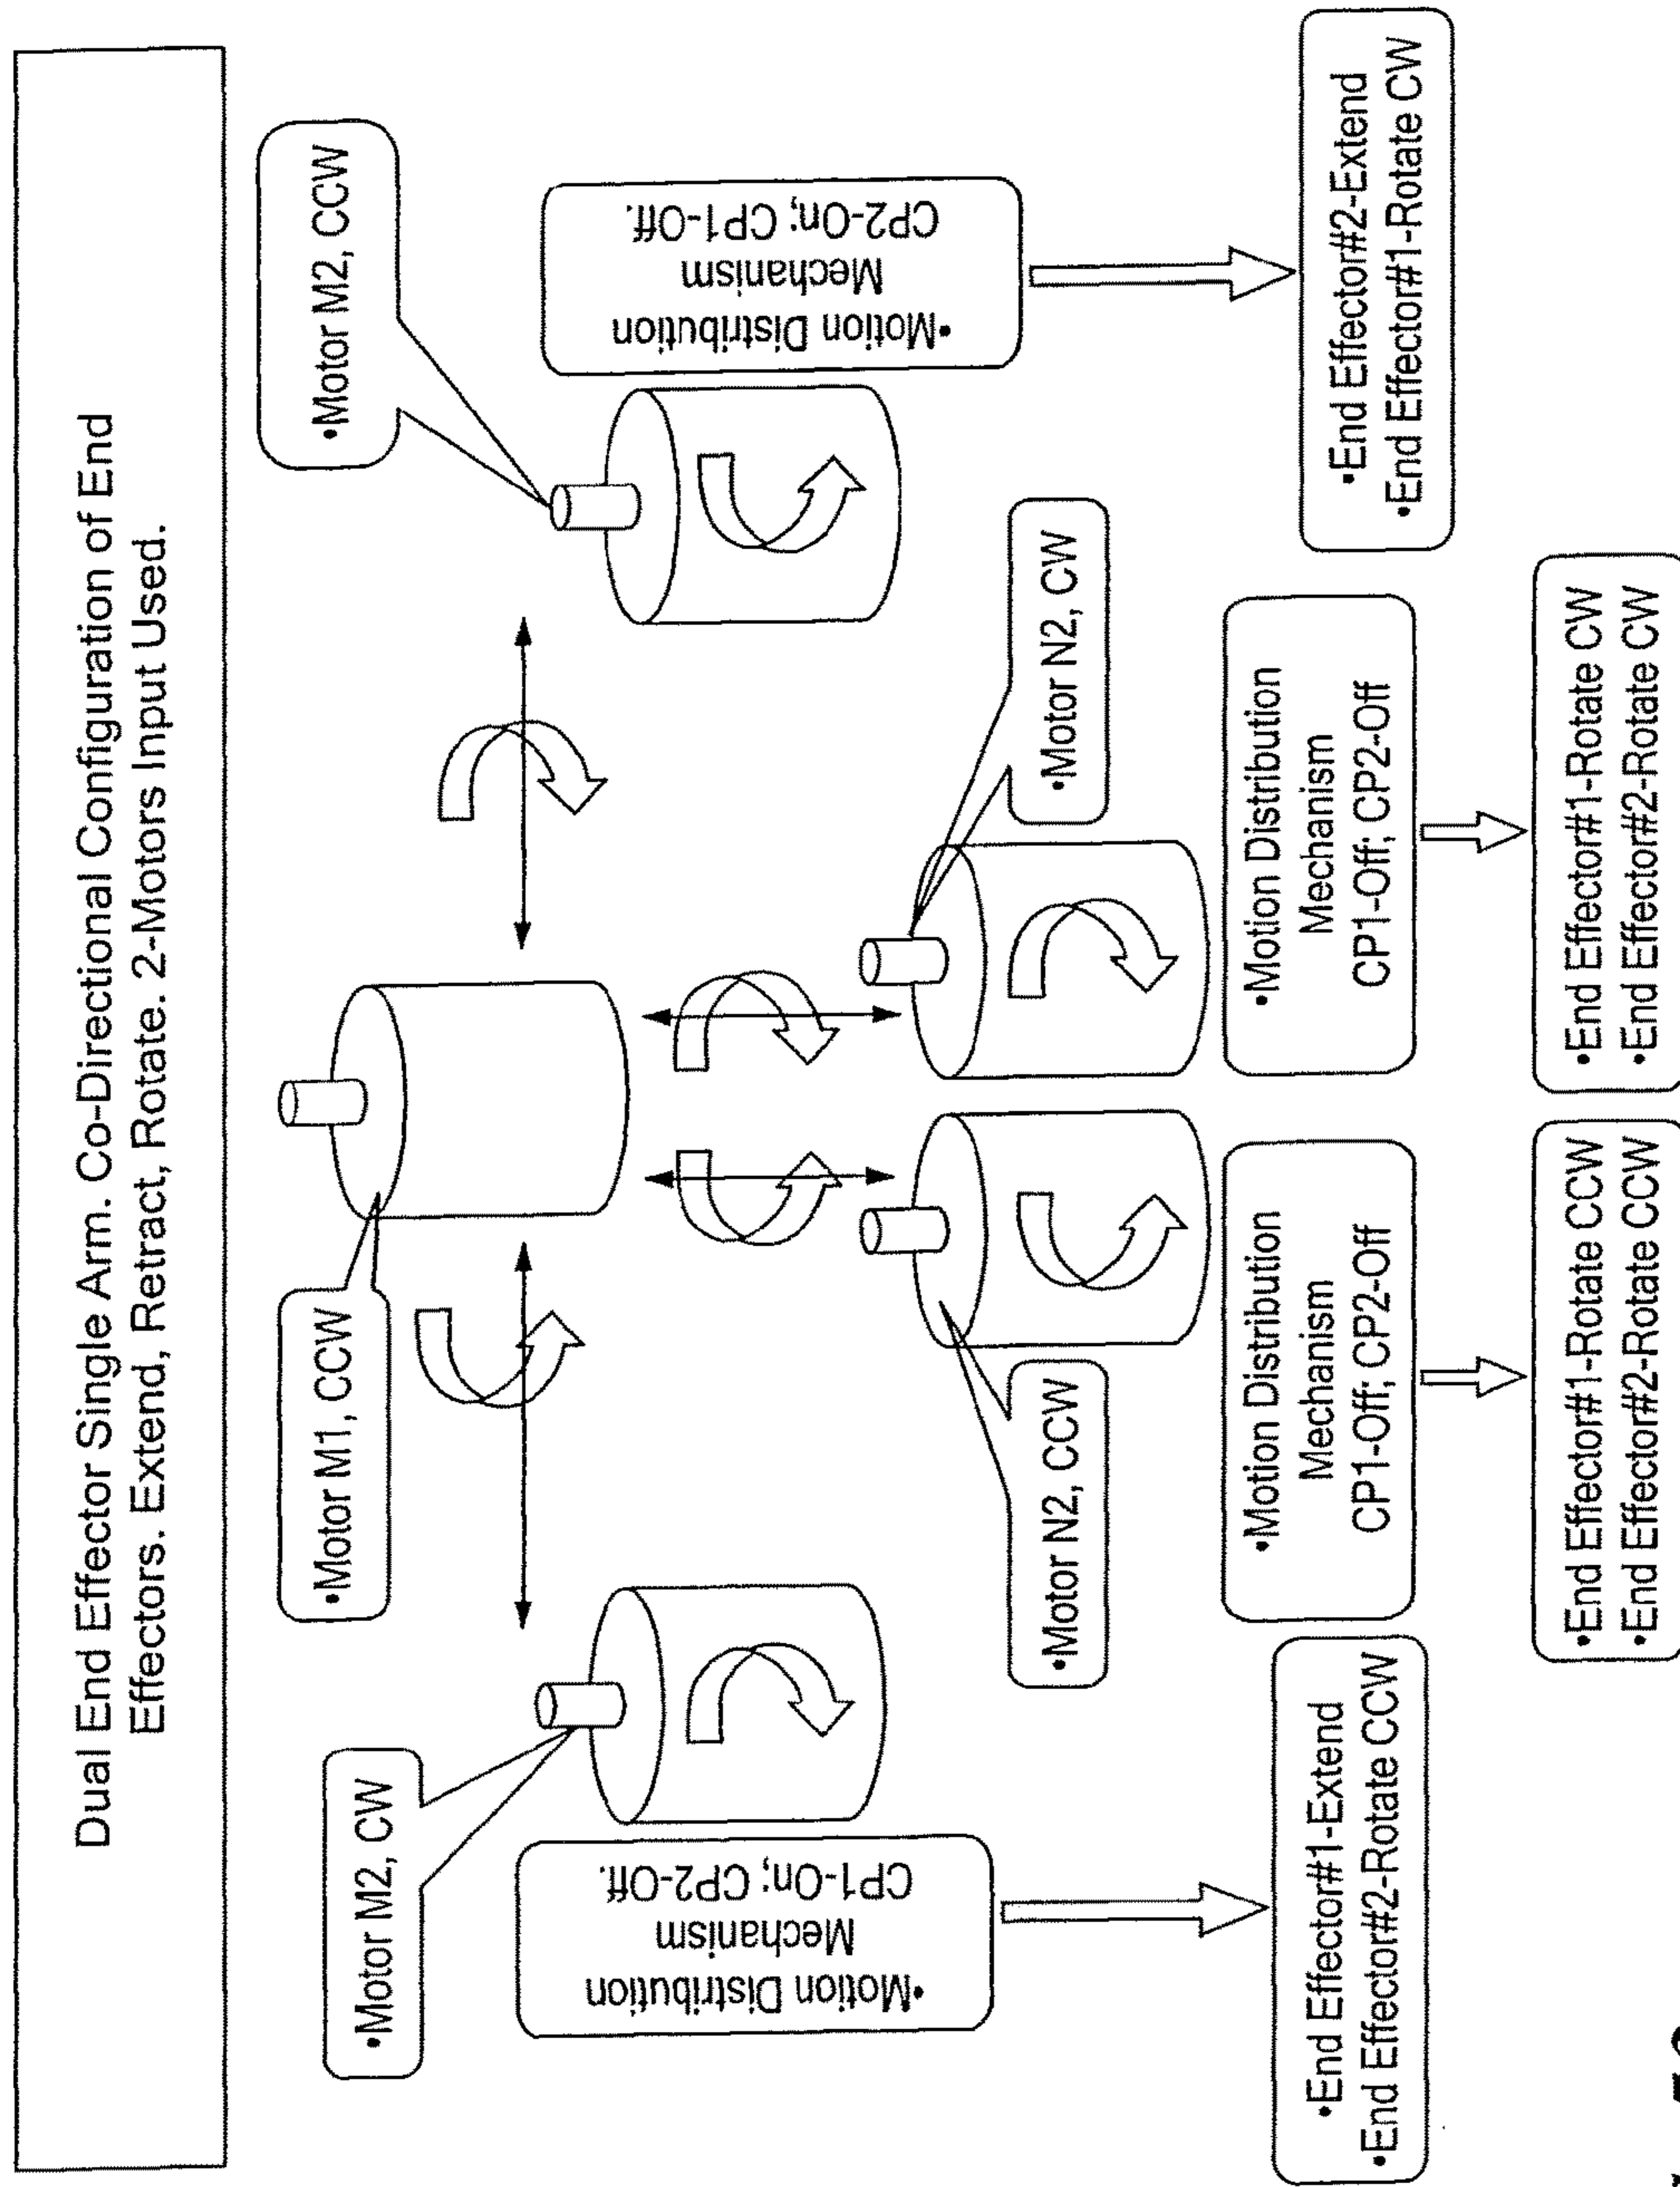 Dual End Effector Single Arm. Co-Directional Configuration of End
Effectors. Extend, Retract, Rotate. 2-Motors Input Used.
•Motor M1, CCW
•Motor M2, CW
•Motor M2, CCW
•Motion Distribution
Mechanism
CP1-On; CP2-Off.
•Motion Distribution
Mechanism
CP2-On; CP1-Off.
•Motor N2, CCW
•Motor N2, CW
•Motion Distribution
Mechanism
CP1-Off; CP2-Off
•Motion Distribution
Mechanism
CP1-Off; CP2-Off
•End Effector#1-Extend
•End Effector#2-Rotate CCW
•End Effector#1-Rotate CCW
•End Effector#2-Rotate CCW
•End Effector#1-Rotate CW
•End Effector#2-Rotate CW
•End Effector#2-Extend
•End Effector#1-Rotate CW